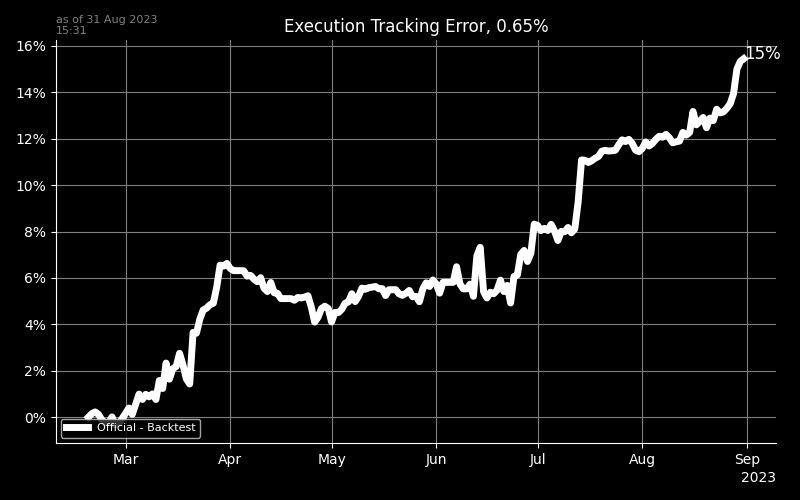 as of 31 Aug 2023
15:31
Execution Tracking Error, 0.65%
16%
15%
14%
12%
10%
8%
6%
4%
2%
0%
Official - Backtest
Mar
Apr
May
Jun
Jul
Aug
Sep
2023